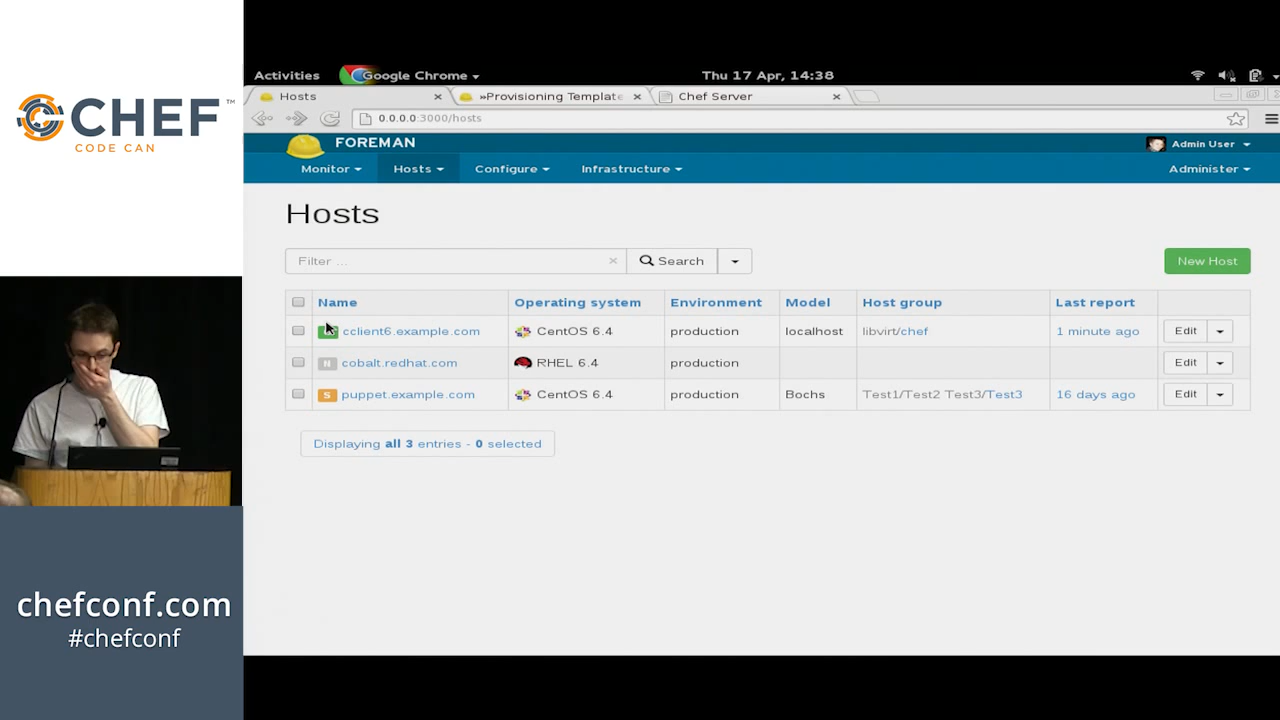 CHEF™
CODE CAN
chefconf.com
#chefconf
Activities Google Chrome Thu 17 Apr, 14:38
Hosts »Provisioning Template Chef Server
0.0.0.0:3000/hosts
FOREMAN Admin User
Monitor Hosts Configure Infrastructure Administer
Hosts
Filter ... × Search New Host
Name Operating system Environment Model Host group Last report
cclient6.example.com CentOS 6.4 production localhost libvirt/chef 1 minute ago Edit
N cobalt.redhat.com RHEL 6.4 production Edit
S puppet.example.com CentOS 6.4 production Bochs Test1/Test2 Test3/Test3 16 days ago Edit
Displaying all 3 entries - 0 selected